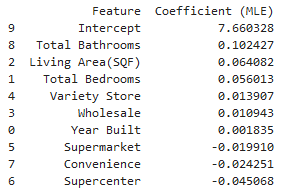 Feature Coefficient (MLE)
9 Intercept 7.660328
8 Total Bathrooms 0.102427
2 Living Area(SQF) 0.064082
1 Total Bedrooms 0.056013
4 Variety Store 0.013907
3 Wholesale 0.010943
0 Year Built 0.001835
5 Supermarket -0.019910
7 Convenience -0.024251
6 Supercenter -0.045068